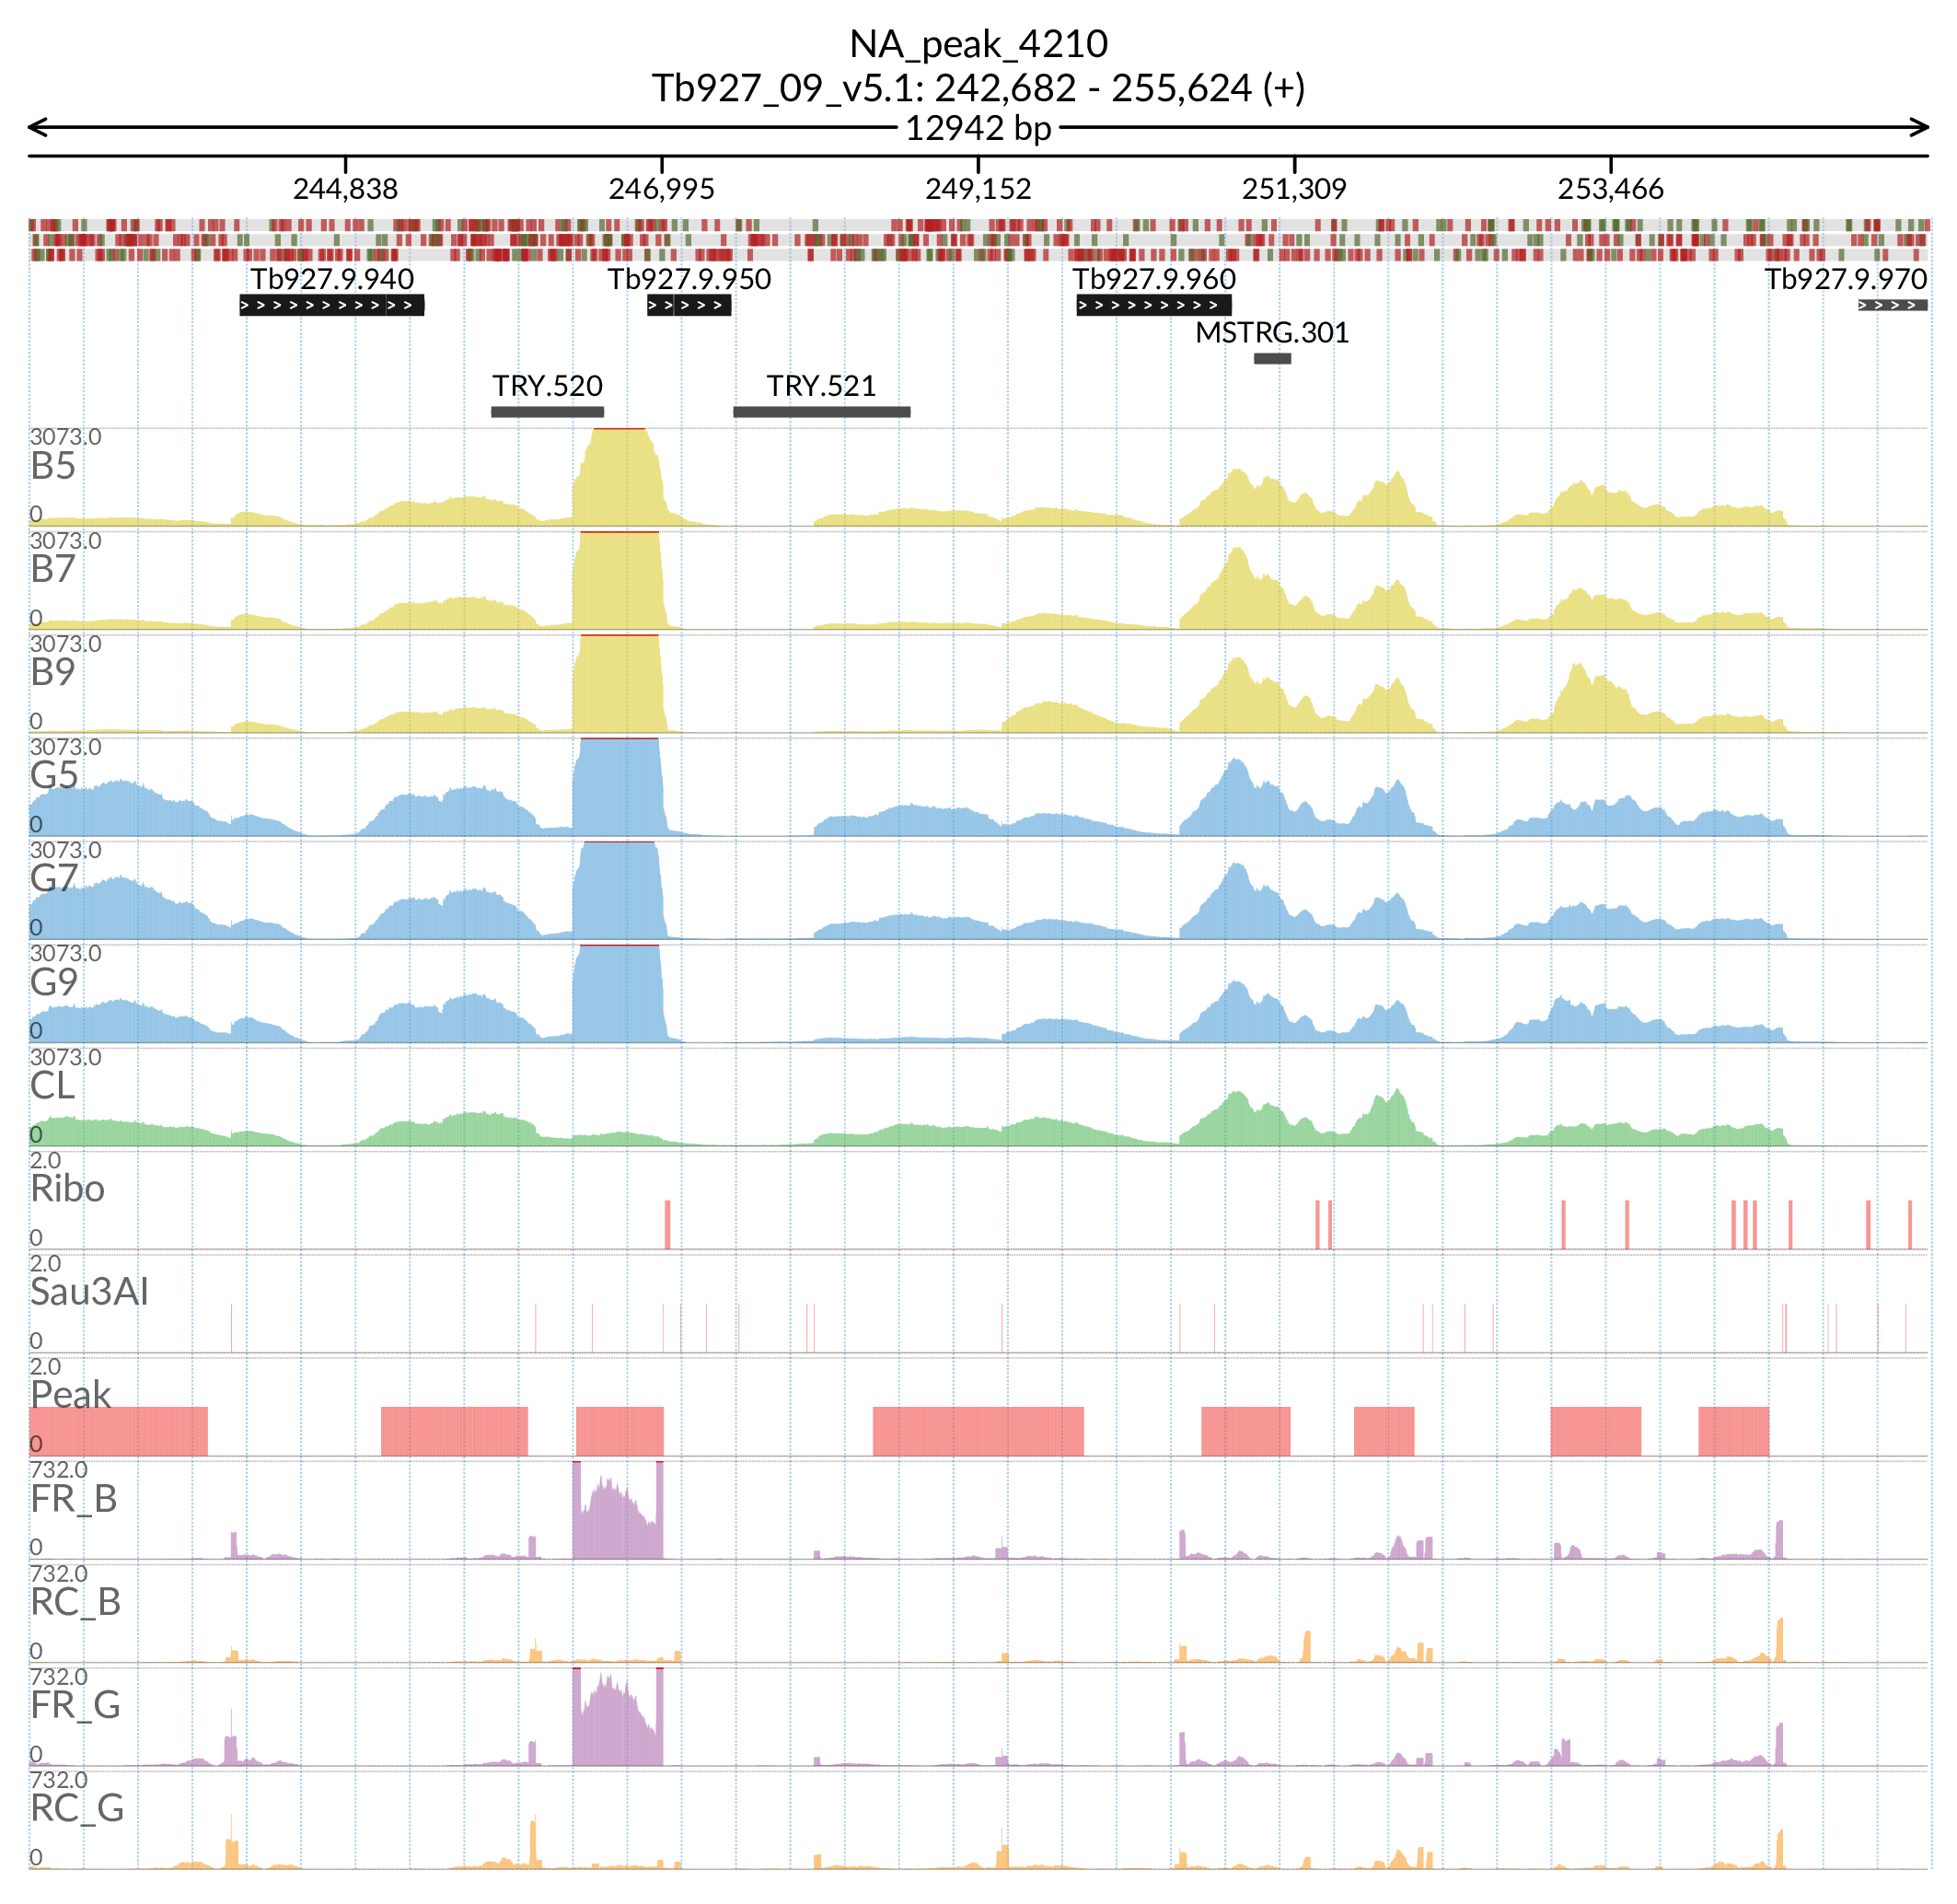 NA_peak_4210
Tb927_09_v5.1: 242,682 - 255,624 (+)
12942 bp
244,838 246,995 249,152 251,309 253,466
Tb927.9.940 Tb927.9.950 Tb927.9.960 Tb927.9.970
MSTRG.301
TRY.520 TRY.521
3073.0
B5
0
3073.0
B7
0
3073.0
B9
0
3073.0
G5
0
3073.0
G7
0
3073.0
G9
0
3073.0
CL
0
2.0
Ribo
0
2.0
Sau3AI
0
2.0
Peak
0
732.0
FR_B
0
732.0
RC_B
0
732.0
FR_G
0
732.0
RC_G
0